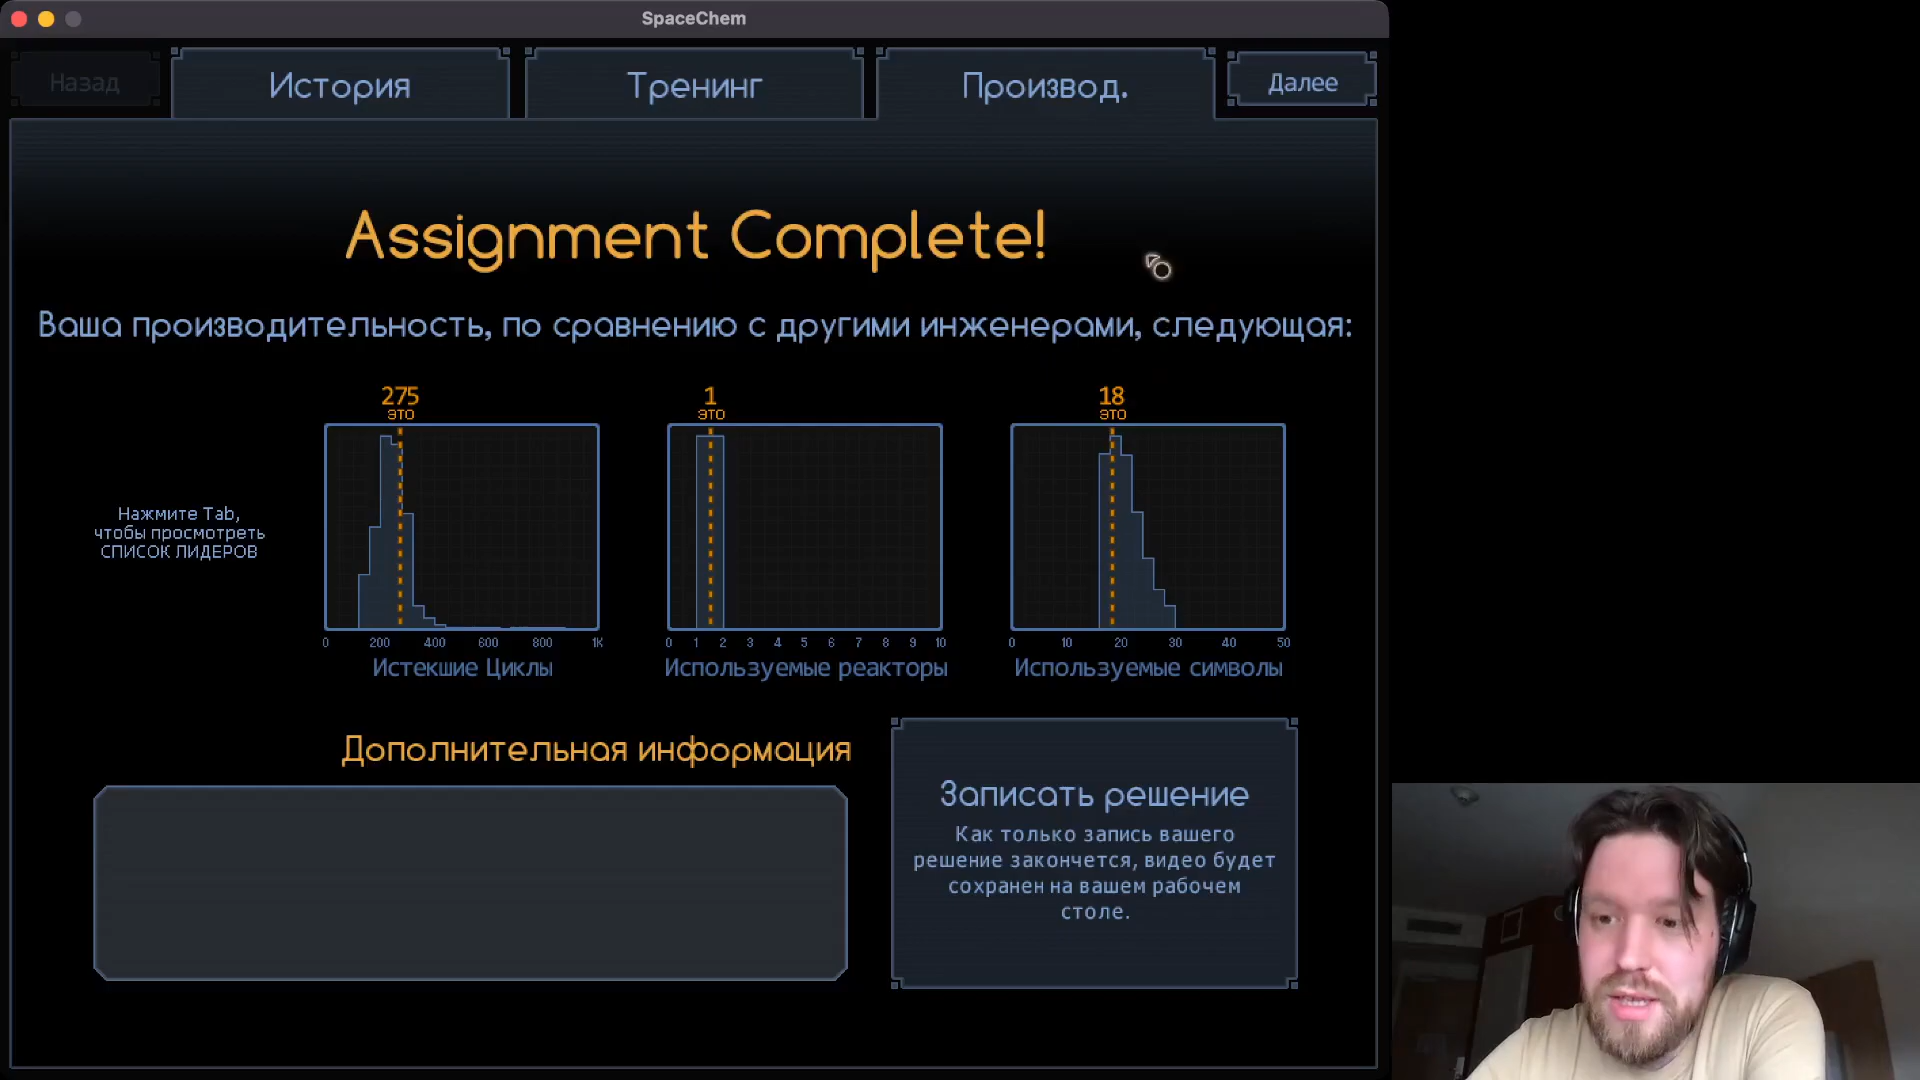 SpaceChem
Назад
История
Тренинг
Производ.
Далее
Assignment Complete!
Ваша производительность, по сравнению с другими инженерами, следующая:
Нажмите Tab,
чтобы просмотреть
СПИСОК ЛИДЕРОВ
275
ЭТО
0 200 400 600 800 1K
Истекшие Циклы
1
ЭТО
0 1 2 3 4 5 6 7 8 9 10
Используемые реакторы
18
ЭТО
0 10 20 30 40 50
Используемые символы
Дополнительная информация
Записать решение
Как только запись вашего
решение закончется, видео будет
сохранен на вашем рабочем
столе.